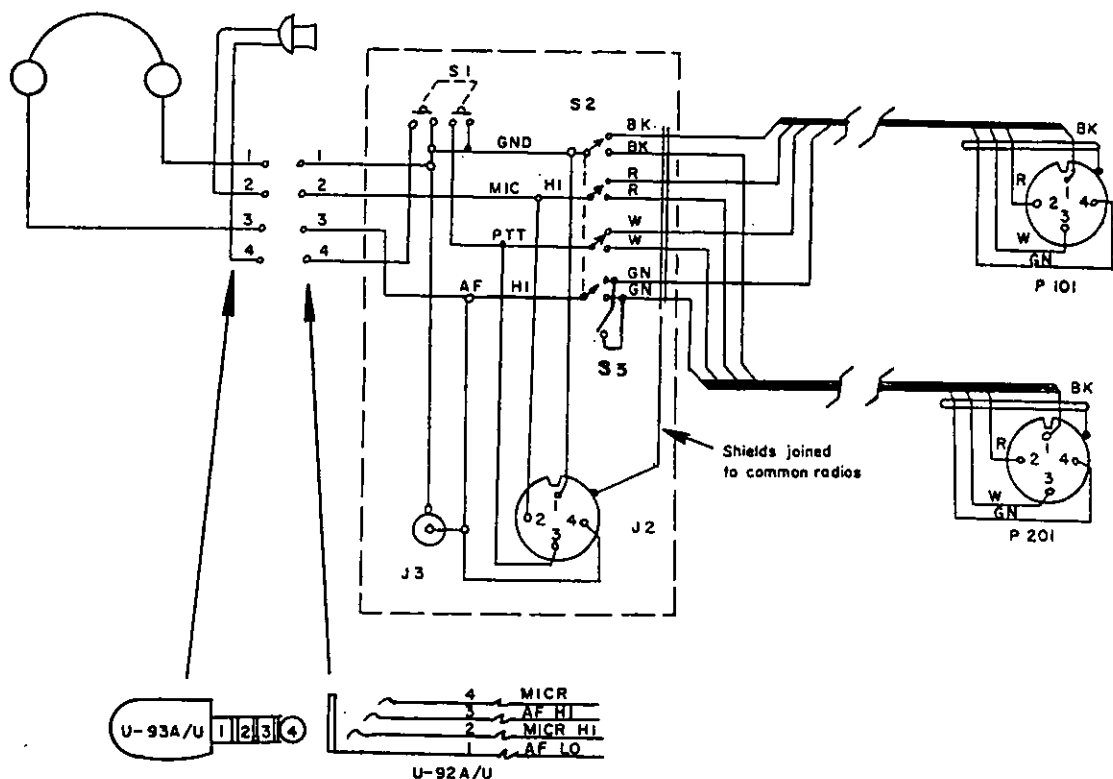 S1
S2
BK
BK
GND
1
1
R
2
2
MIC
HI
R
3
3
W
PTT
W
4
4
GN
AF
HI
GN
S3
BK
R
1
2
4
3
W
GN
P 101
BK
R
1
2
4
3
W
GN
P 201
Shields joined
to common radios
1
2
4
3
J2
J3
U-93A/U
1
2
3
4
4 MICR
3 AF HI
2 MICR HI
1 AF LO
U-92A/U